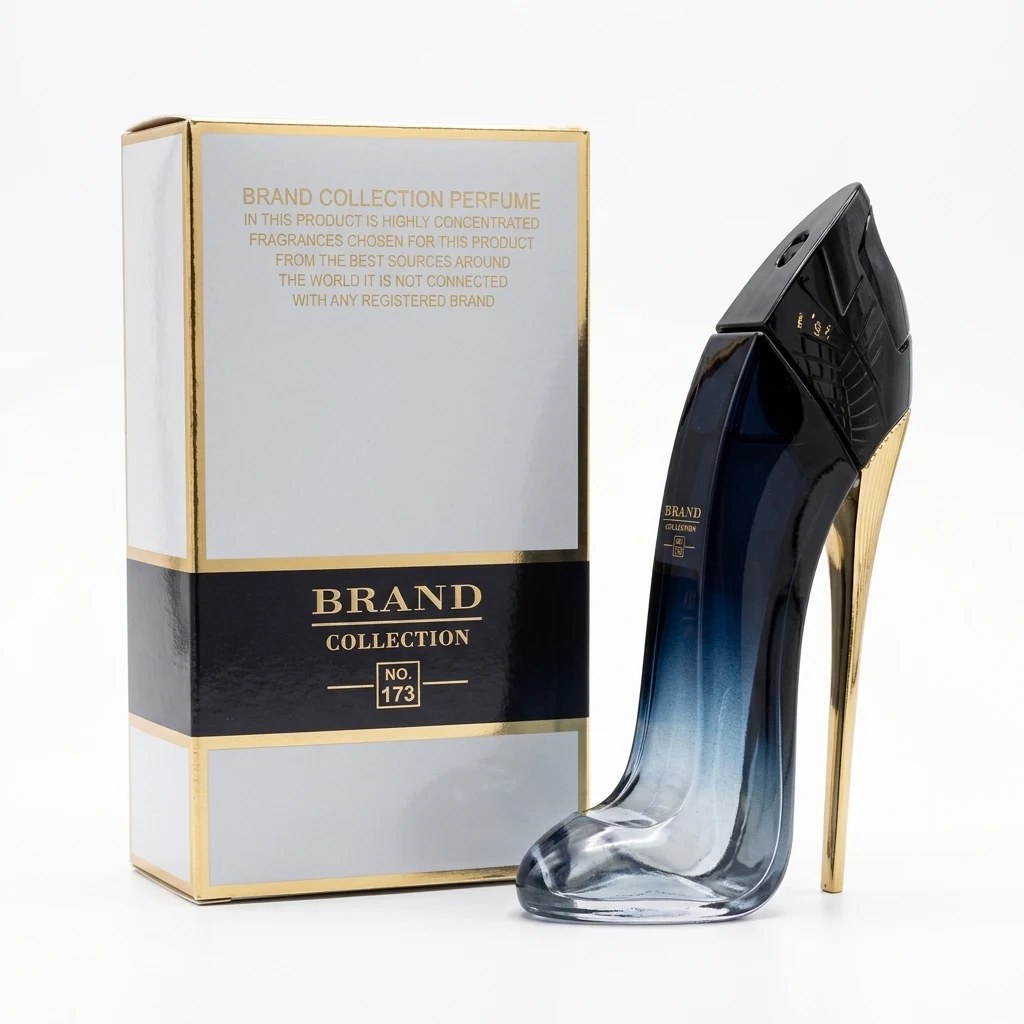 BRAND COLLECTION PERFUME
IN THIS PRODUCT IS HIGHLY CONCENTRATED
FRAGRANCES CHOSEN FOR THIS PRODUCT
FROM THE BEST SOURCES AROUND
THE WORLD IT IS NOT CONNECTED
WITH ANY REGISTERED BRAND
BRAND
COLLECTION
NO.
173
BRAND
COLLECTION